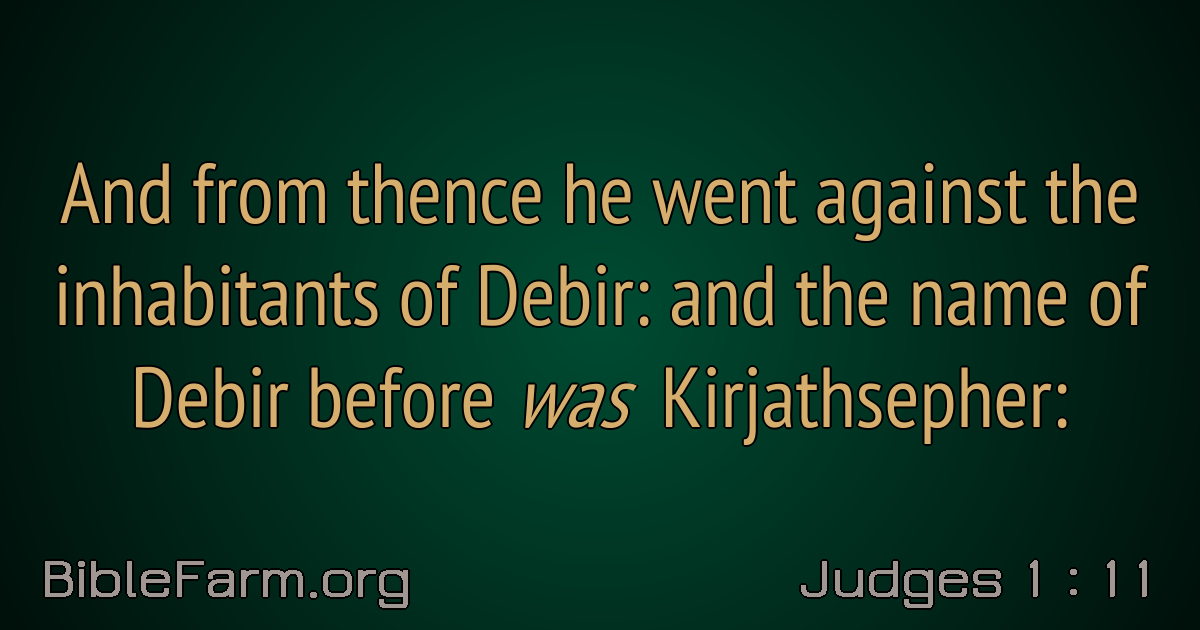 And from thence he went against the
inhabitants of Debir: and the name of
Debir before was Kirjathsepher:
BibleFarm.org
Judges 1 : 11